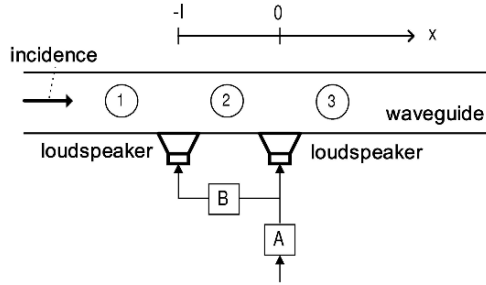 -l 0
x
incidence
1 2 3
waveguide
loudspeaker loudspeaker
B
A